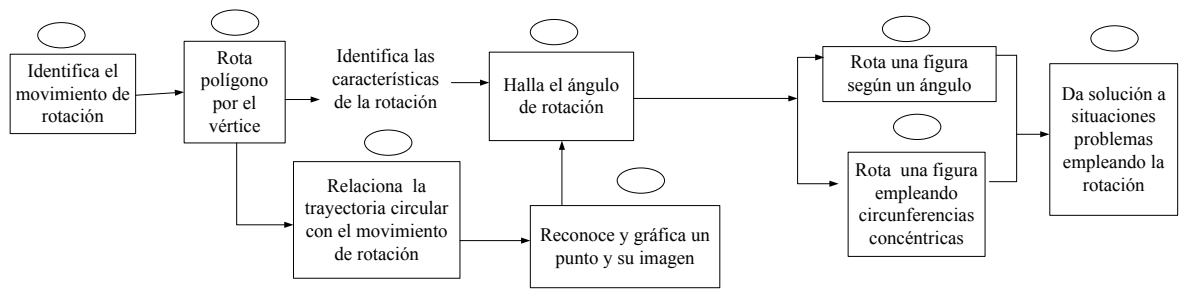 Identifica el
movimiento de
rotación
Rota
polígono
por el
vértice
Identifica las
características
de la rotación
Relaciona la
trayectoria circular
con el movimiento
de rotación
Halla el ángulo
de rotación
Reconoce y gráfica un
punto y su imagen
Rota una figura
según un ángulo
Rota una figura
empleando
circunferencias
concéntricas
Da solución a
situaciones
problemas
empleando la
rotación